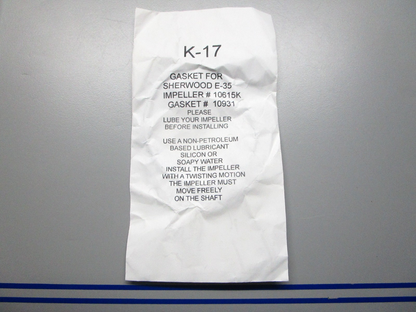 K-17
GASKET FOR
SHERWOOD E-35
IMPELLER # 10615K
GASKET # 10931
PLEASE
LUBE YOUR IMPELLER
BEFORE INSTALLING
USE A NON-PETROLEUM
BASED LUBRICANT
SILICON OR
SOAPY WATER
INSTALL THE IMPELLER
WITH A TWISTING MOTION
THE IMPELLER MUST
MOVE FREELY
ON THE SHAFT